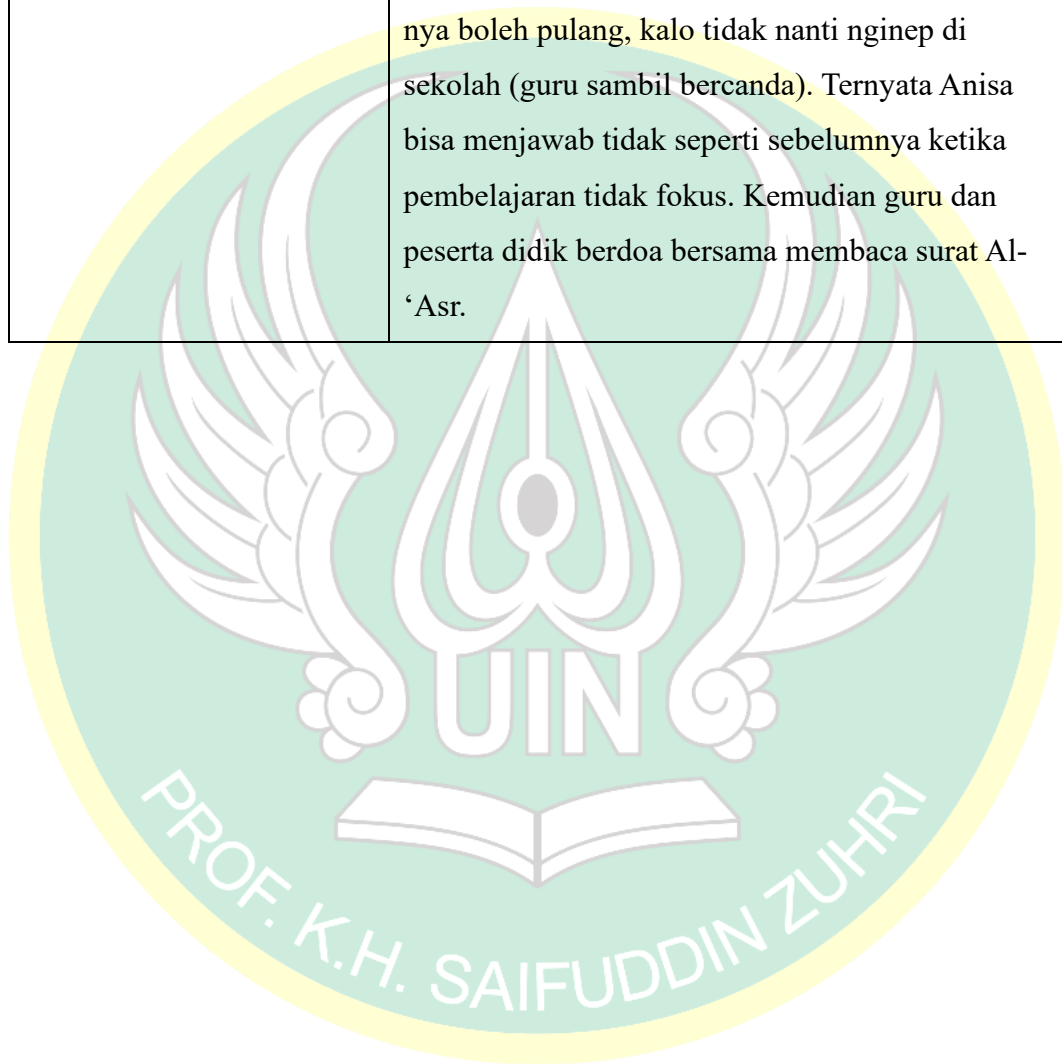 nya boleh pulang, kalo tidak nanti nginep di
sekolah (guru sambil bercanda). Ternyata Anisa
bisa menjawab tidak seperti sebelumnya ketika
pembelajaran tidak fokus. Kemudian guru dan
peserta didik berdoa bersama membaca surat Al-
‘Asr.
UIN
PROF. K.H. SAIFUDDIN ZUHRI